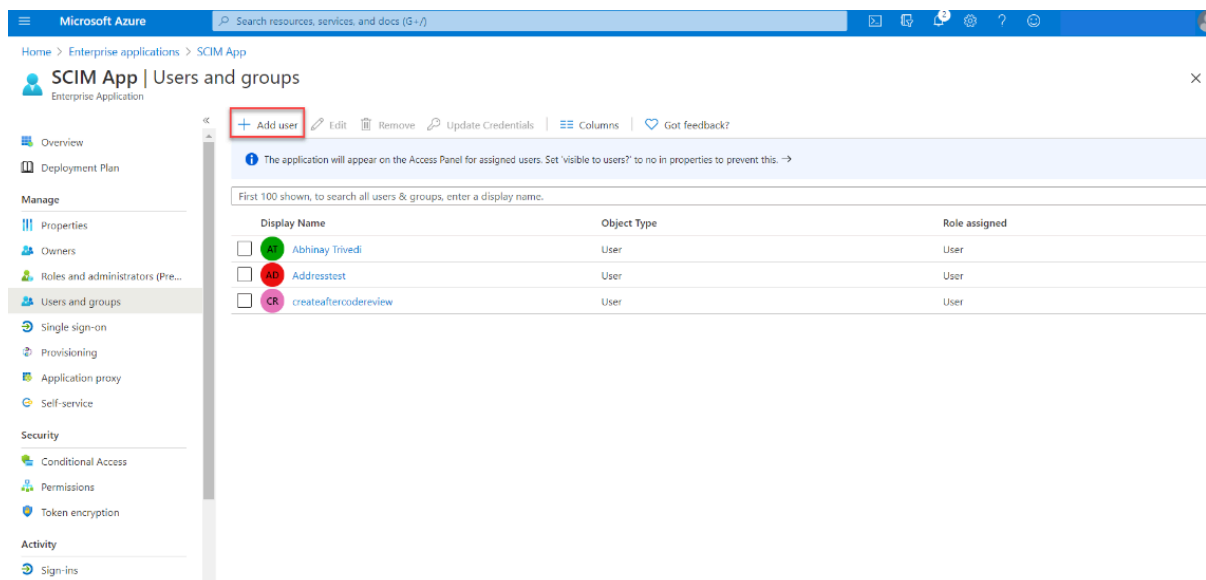 Microsoft Azure
Search resources, services, and docs (G+/)
2
Home > Enterprise applications > SCIM App
SCIM App | Users and groups
Enterprise Application
Overview
Deployment Plan
Manage
Properties
Owners
Roles and administrators (Pre...
Users and groups
Single sign-on
Provisioning
Application proxy
Self-service
Security
Conditional Access
Permissions
Token encryption
Activity
Sign-ins
+ Add user Edit Remove Update Credentials Columns Got feedback?
The application will appear on the Access Panel for assigned users. Set 'visible to users?' to no in properties to prevent this. →
First 100 shown, to search all users & groups, enter a display name.
Display Name Object Type Role assigned
AT Abhinay Trivedi User User
AD Addresstest User User
CR createaftercodereview User User